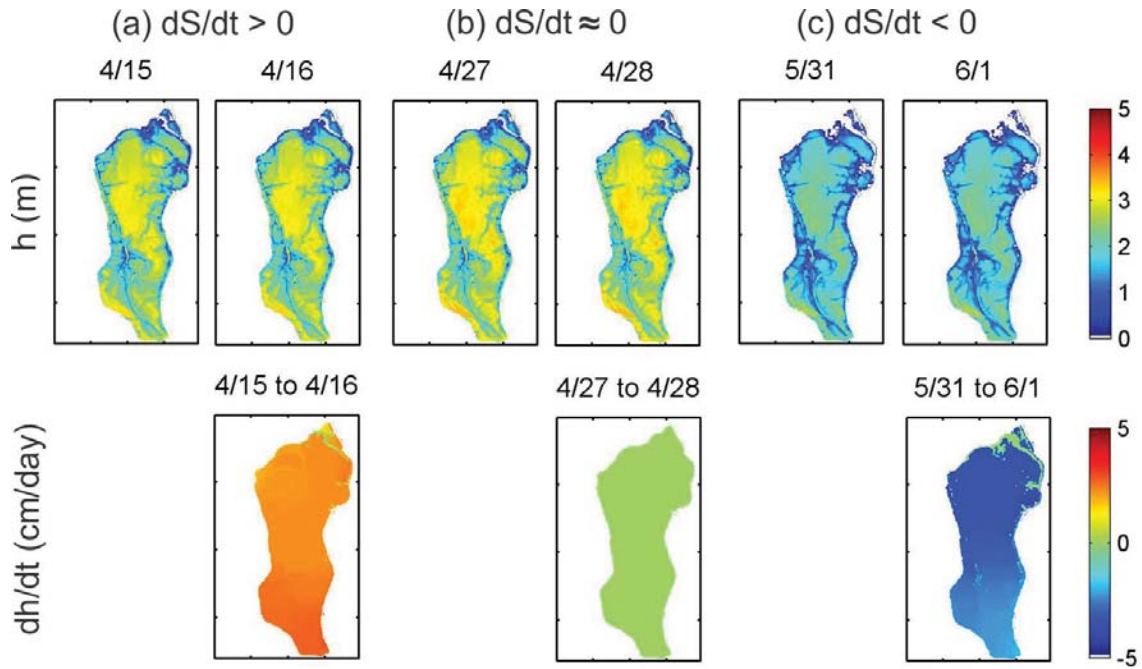 (a) dS/dt > 0
(b) dS/dt ≈ 0
(c) dS/dt < 0
4/15
4/16
4/27
4/28
5/31
6/1
h (m)
5
4
3
2
1
0
4/15 to 4/16
4/27 to 4/28
5/31 to 6/1
dh/dt (cm/day)
5
0
-5